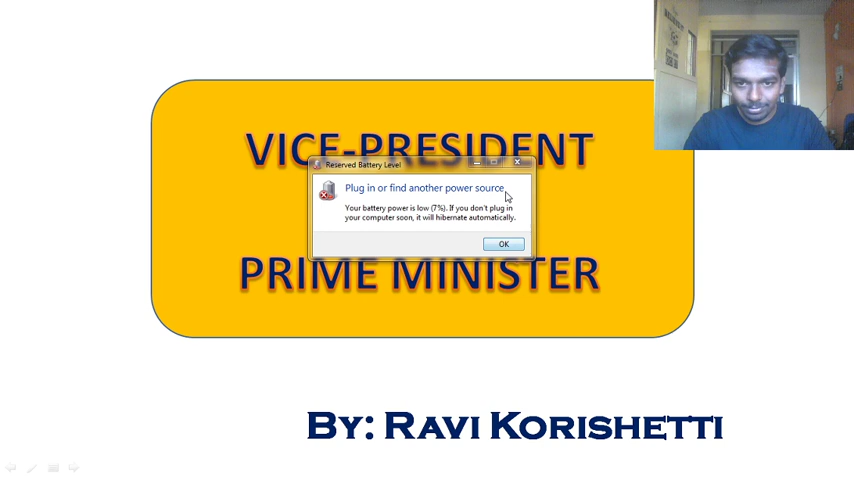 VICE-PRESIDENT
Reserved Battery Level
Plug in or find another power source
Your battery power is low (7%). If you don't plug in
your computer soon, it will hibernate automatically.
OK
PRIME MINISTER
By: Ravi Korishetti